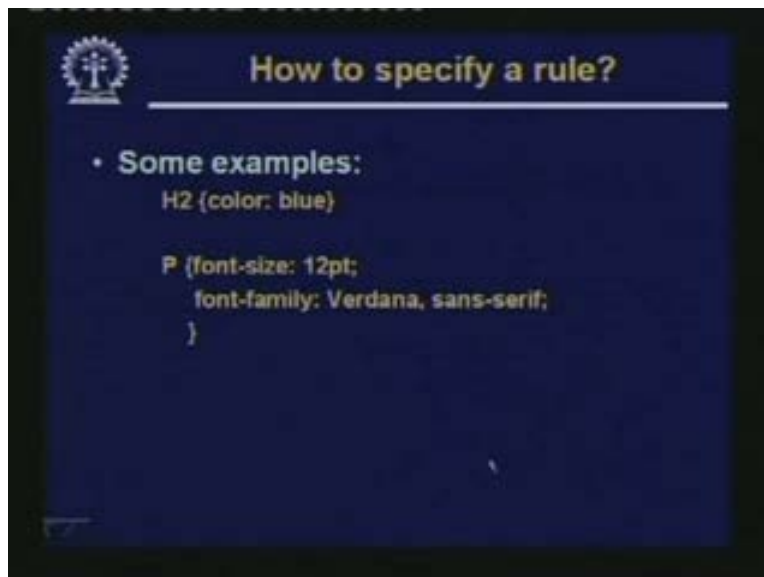 How to specify a rule?
• Some examples:
H2 {color: blue}
P {font-size: 12pt;
font-family: Verdana, sans-serif;
}